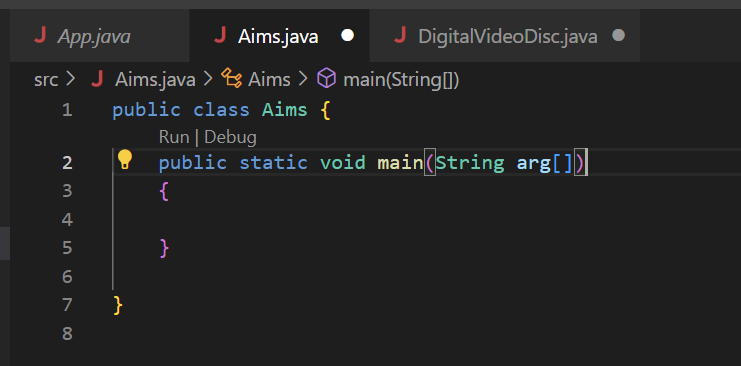 App.java Aims.java DigitalVideoDisc.java
src > Aims.java > Aims > main(String[])
1 public class Aims {
Run | Debug
2 public static void main(String arg[])
3 {
4
5 }
6
7 }
8